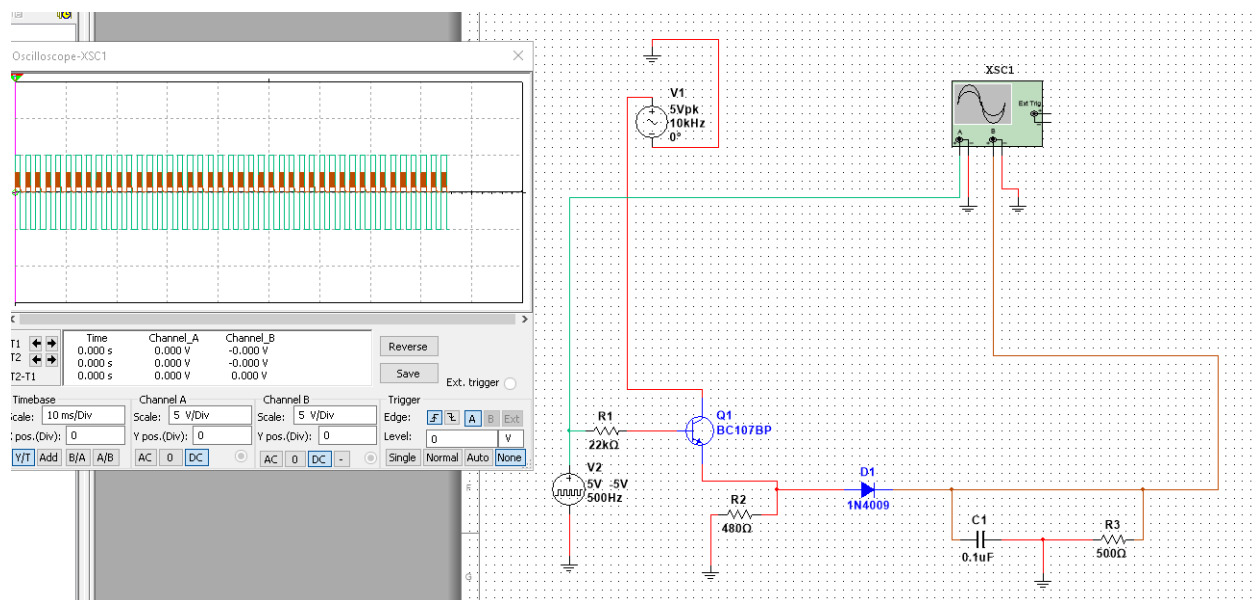 Oscilloscope-XSC1
T1
T2
T2-T1
Time Channel_A Channel_B
0.000 s 0.000 V -0.000 V
0.000 s 0.000 V -0.000 V
0.000 s 0.000 V 0.000 V
Reverse
Save
Ext. trigger
Timebase
Scale: 10 ms/Div
pos.(Div): 0
Y/T Add B/A A/B
Channel A
Scale: 5 V/Div
Y pos.(Div): 0
AC 0 DC
Channel B
Scale: 5 V/Div
Y pos.(Div): 0
AC 0 DC -
Trigger
Edge: A B Ext
Level: 0 V
Single Normal Auto None
V1
5Vpk
10kHz
0°
XSC1
Ext Trig
A B
R1
22kΩ
Q1
BC107BP
V2
5V -5V
500Hz
R2
480Ω
D1
1N4009
C1
0.1uF
R3
500Ω
G